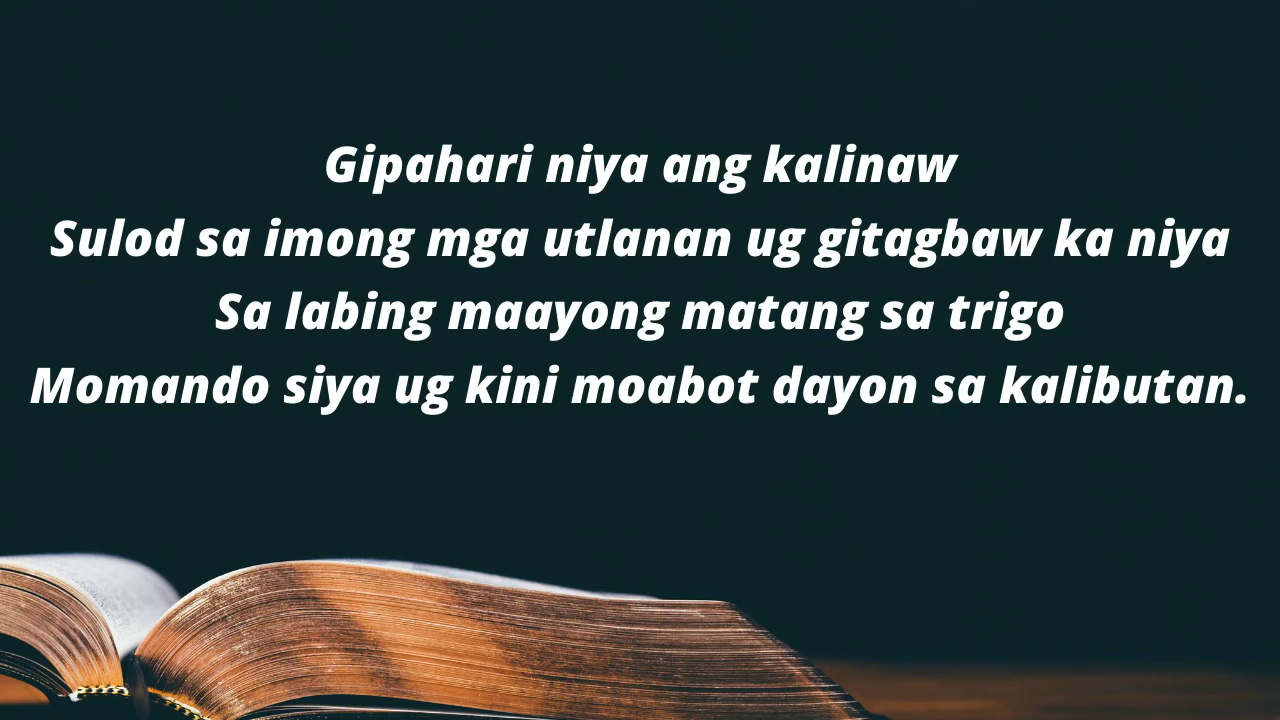 Gipahari niya ang kalinaw
Sulod sa imong mga utlanan ug gitagbaw ka niya
Sa labing maayong matang sa trigo
Momando siya ug kini moabot dayon sa kalibutan.